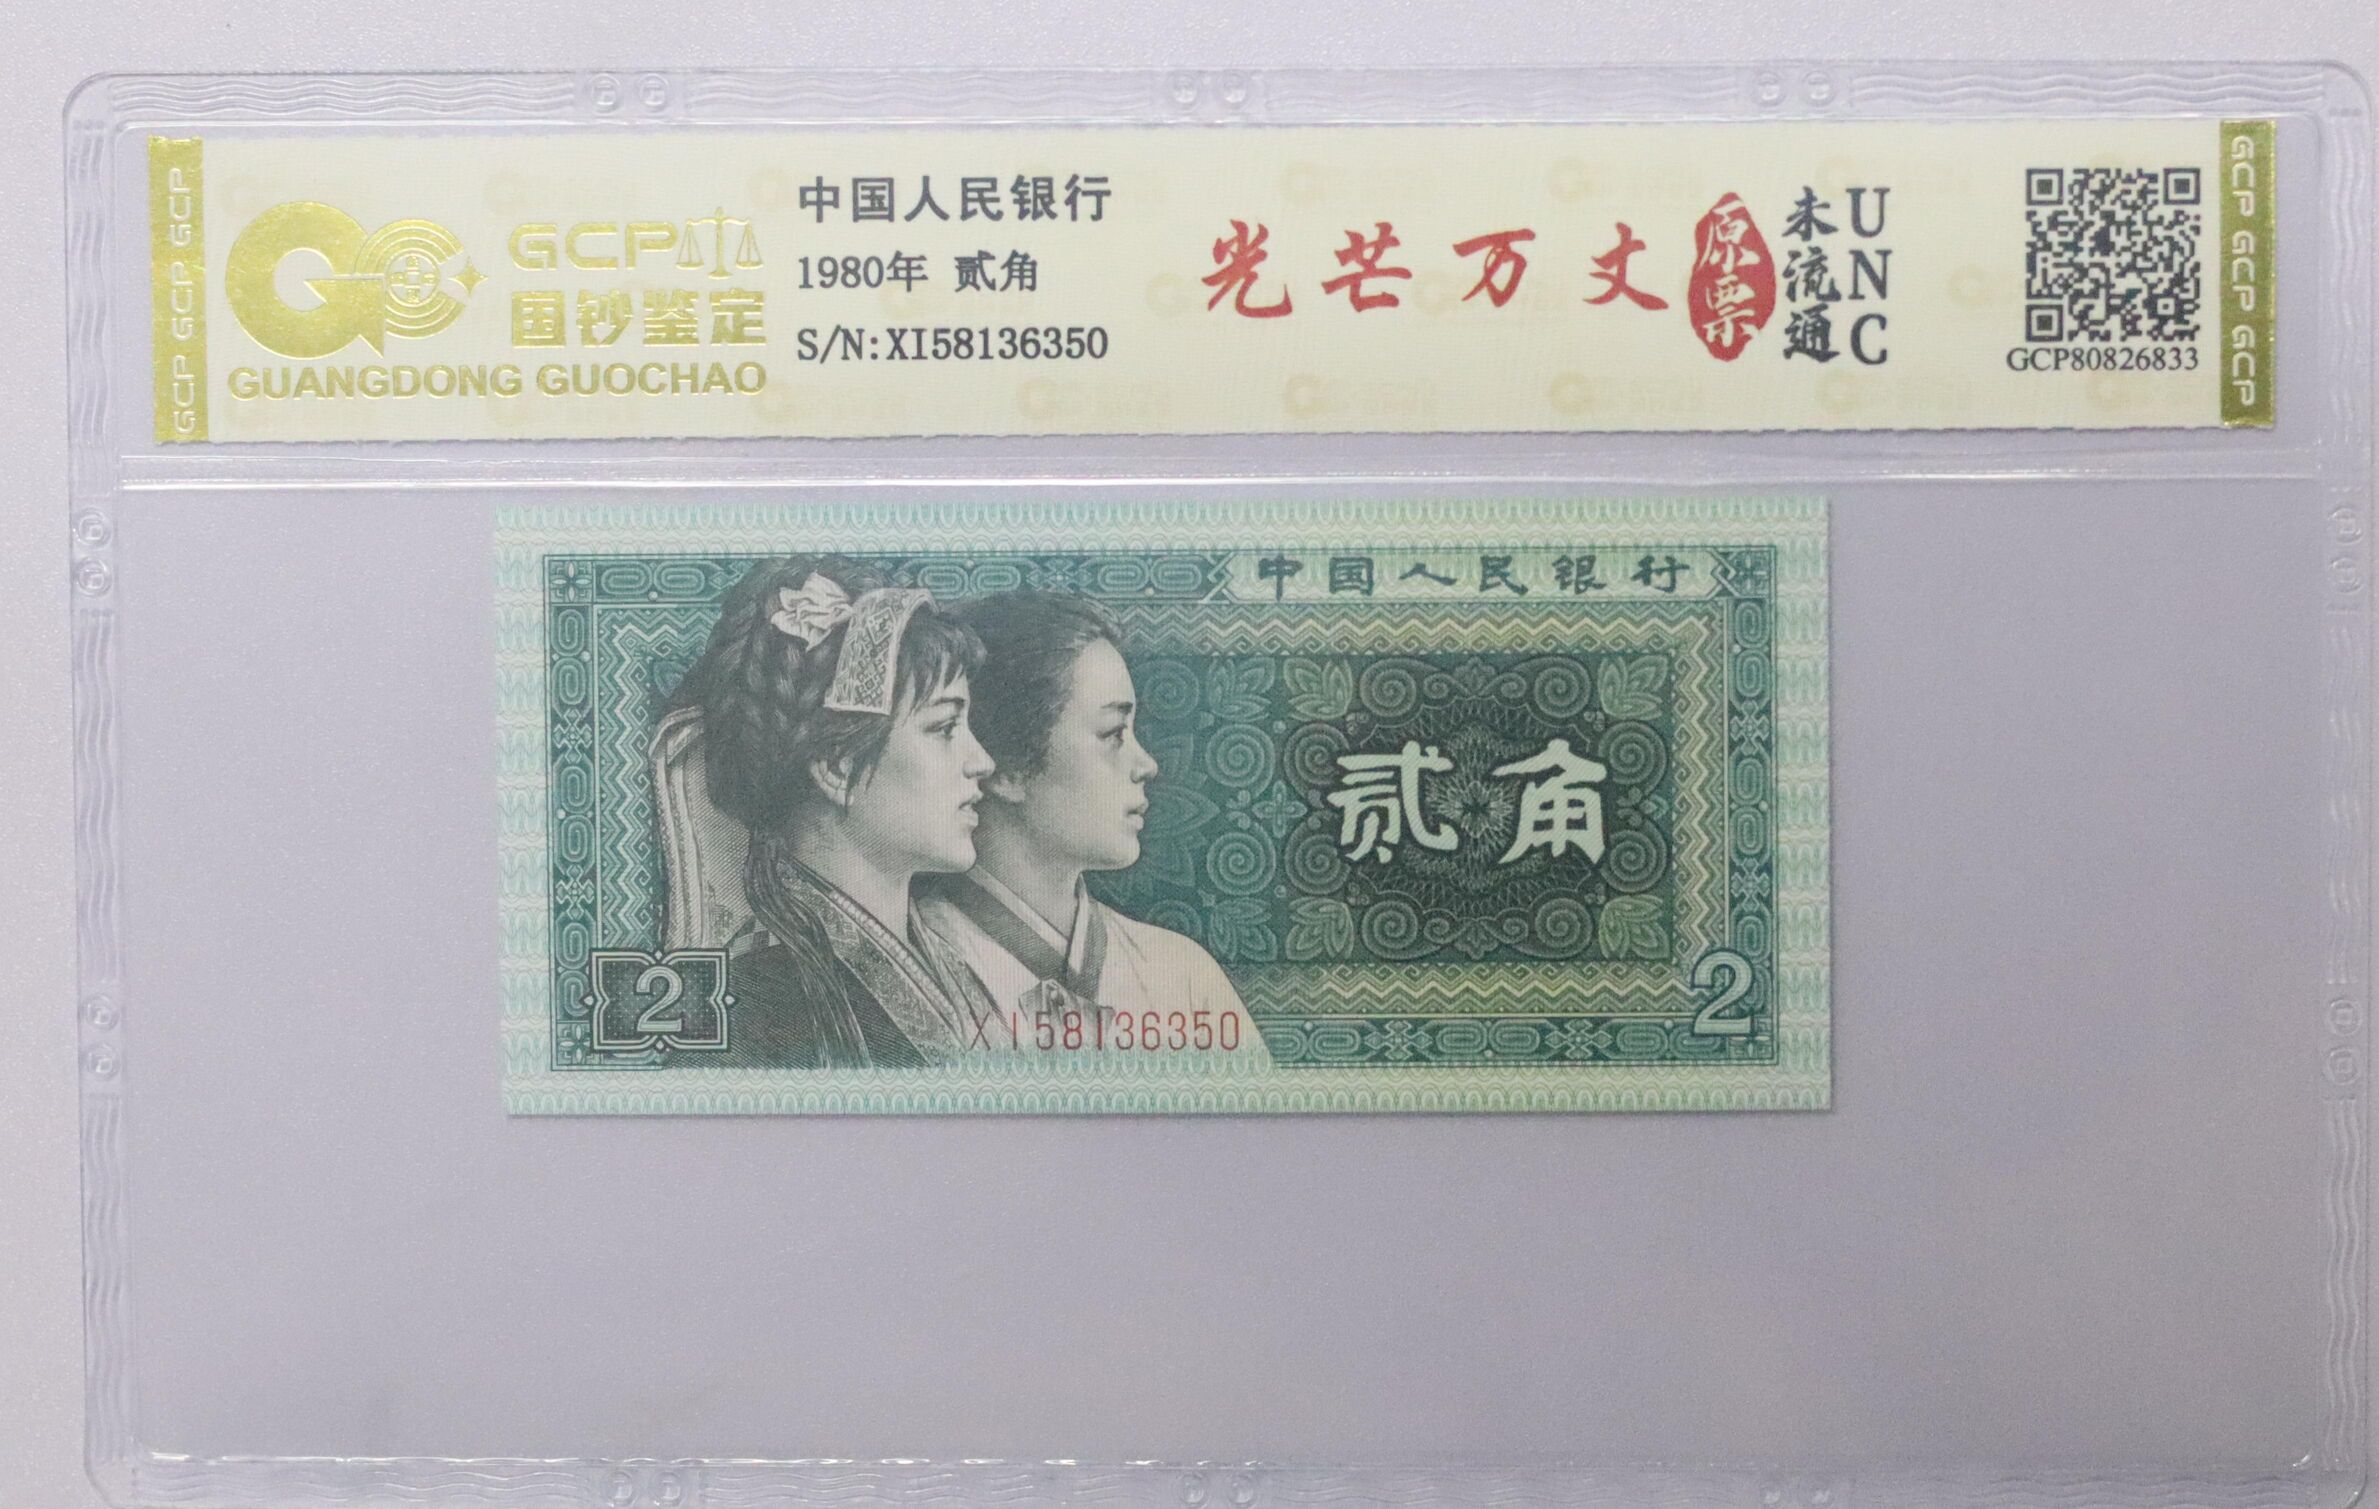 GCP GCP GCP
GCP
国钞鉴定
GUANGDONG GUOCHAO
中国人民银行
1980年 贰角
S/N:XI58136350
光芒万丈
原票
未流通
UNC
GCP80826833
GCP GCP GCP
中国人民银行
贰角
2
XI58136350
2